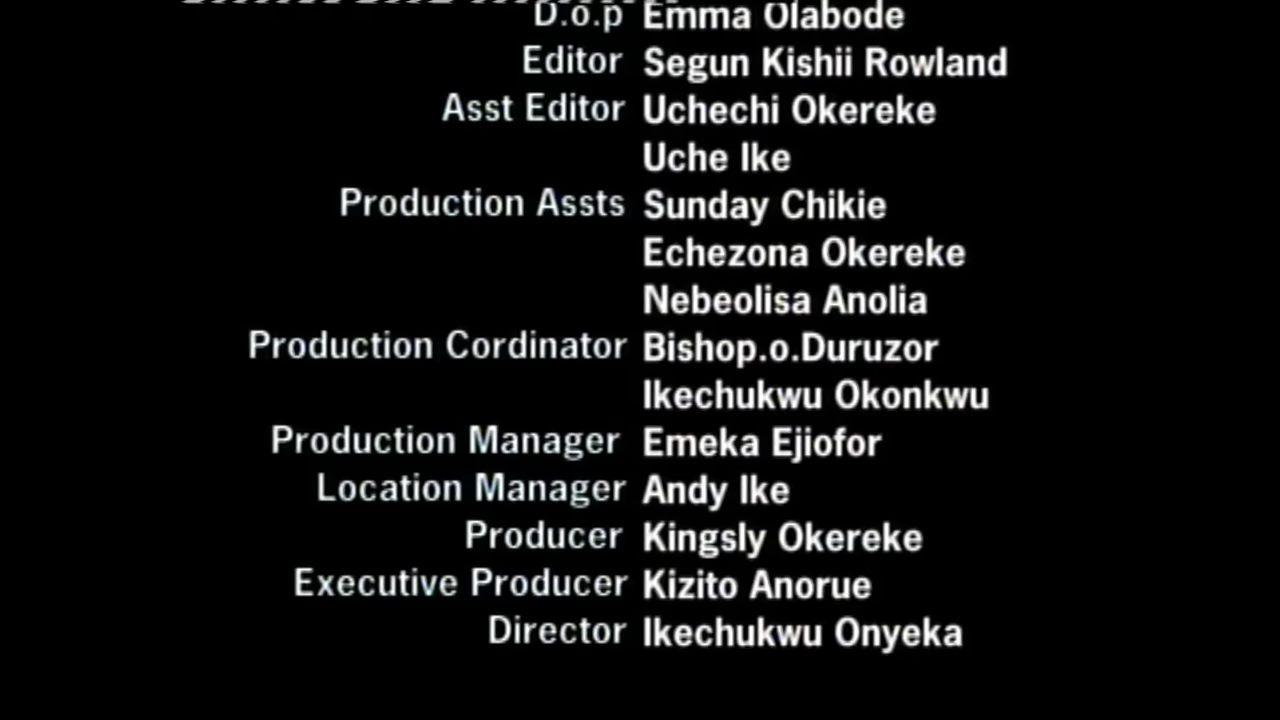 D.o.p Emma Olabode
Editor Segun Kishii Rowland
Asst Editor Uchechi Okereke
Uche Ike
Production Assts Sunday Chikie
Echezona Okereke
Nebeolisa Anolia
Production Cordinator Bishop.o.Duruzor
Ikechukwu Okonkwu
Production Manager Emeka Ejiofor
Location Manager Andy Ike
Producer Kingsly Okereke
Executive Producer Kizito Anorue
Director Ikechukwu Onyeka